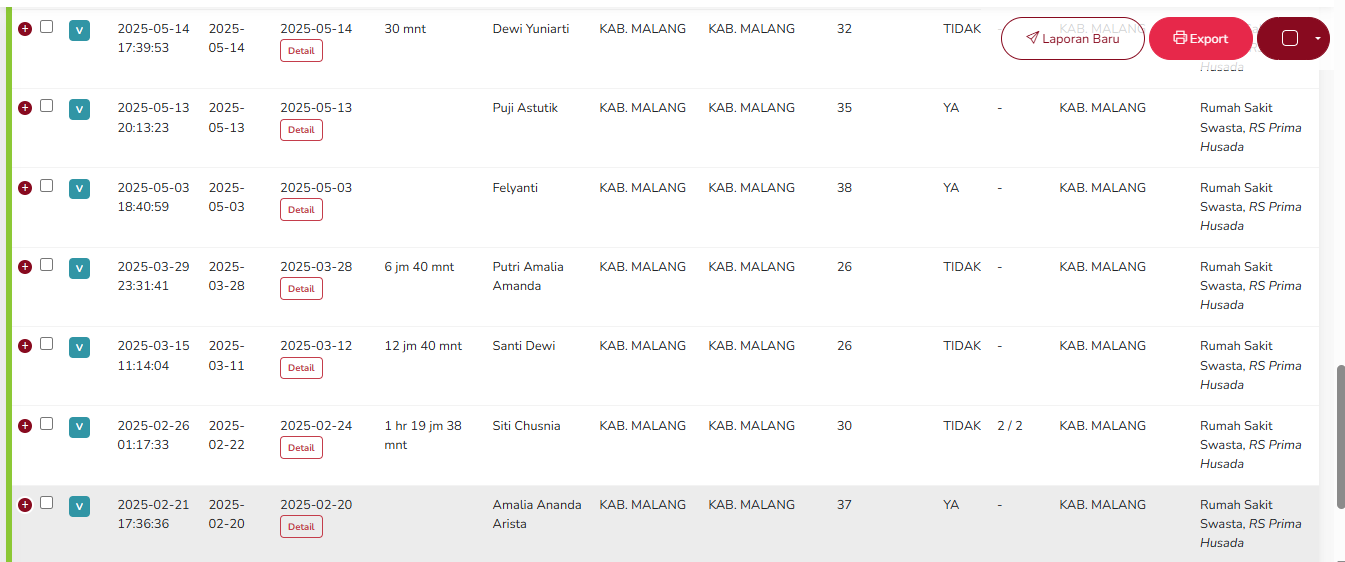 + V 2025-05-14 2025- 2025-05-14 30 mnt Dewi Yuniarti KAB. MALANG KAB. MALANG 32 TIDAK - KAB. MALANG
17:39:53 05-14 Detail Laporan Baru Export
Husada
+ V 2025-05-13 2025- 2025-05-13 Puji Astutik KAB. MALANG KAB. MALANG 35 YA - KAB. MALANG Rumah Sakit
20:13:23 05-13 Detail Swasta, RS Prima
Husada
+ V 2025-05-03 2025- 2025-05-03 Felyanti KAB. MALANG KAB. MALANG 38 YA - KAB. MALANG Rumah Sakit
18:40:59 05-03 Detail Swasta, RS Prima
Husada
+ V 2025-03-29 2025- 2025-03-28 6 jm 40 mnt Putri Amalia KAB. MALANG KAB. MALANG 26 TIDAK - KAB. MALANG Rumah Sakit
23:31:41 03-28 Detail Amanda Swasta, RS Prima
Husada
+ V 2025-03-15 2025- 2025-03-12 12 jm 40 mnt Santi Dewi KAB. MALANG KAB. MALANG 26 TIDAK - KAB. MALANG Rumah Sakit
11:14:04 03-11 Detail Swasta, RS Prima
Husada
+ V 2025-02-26 2025- 2025-02-24 1 hr 19 jm 38 Siti Chusnia KAB. MALANG KAB. MALANG 30 TIDAK 2 / 2 KAB. MALANG Rumah Sakit
01:17:33 02-22 Detail mnt Swasta, RS Prima
Husada
+ V 2025-02-21 2025- 2025-02-20 Amalia Ananda KAB. MALANG KAB. MALANG 37 YA - KAB. MALANG Rumah Sakit
17:36:36 02-20 Detail Arista Swasta, RS Prima
Husada